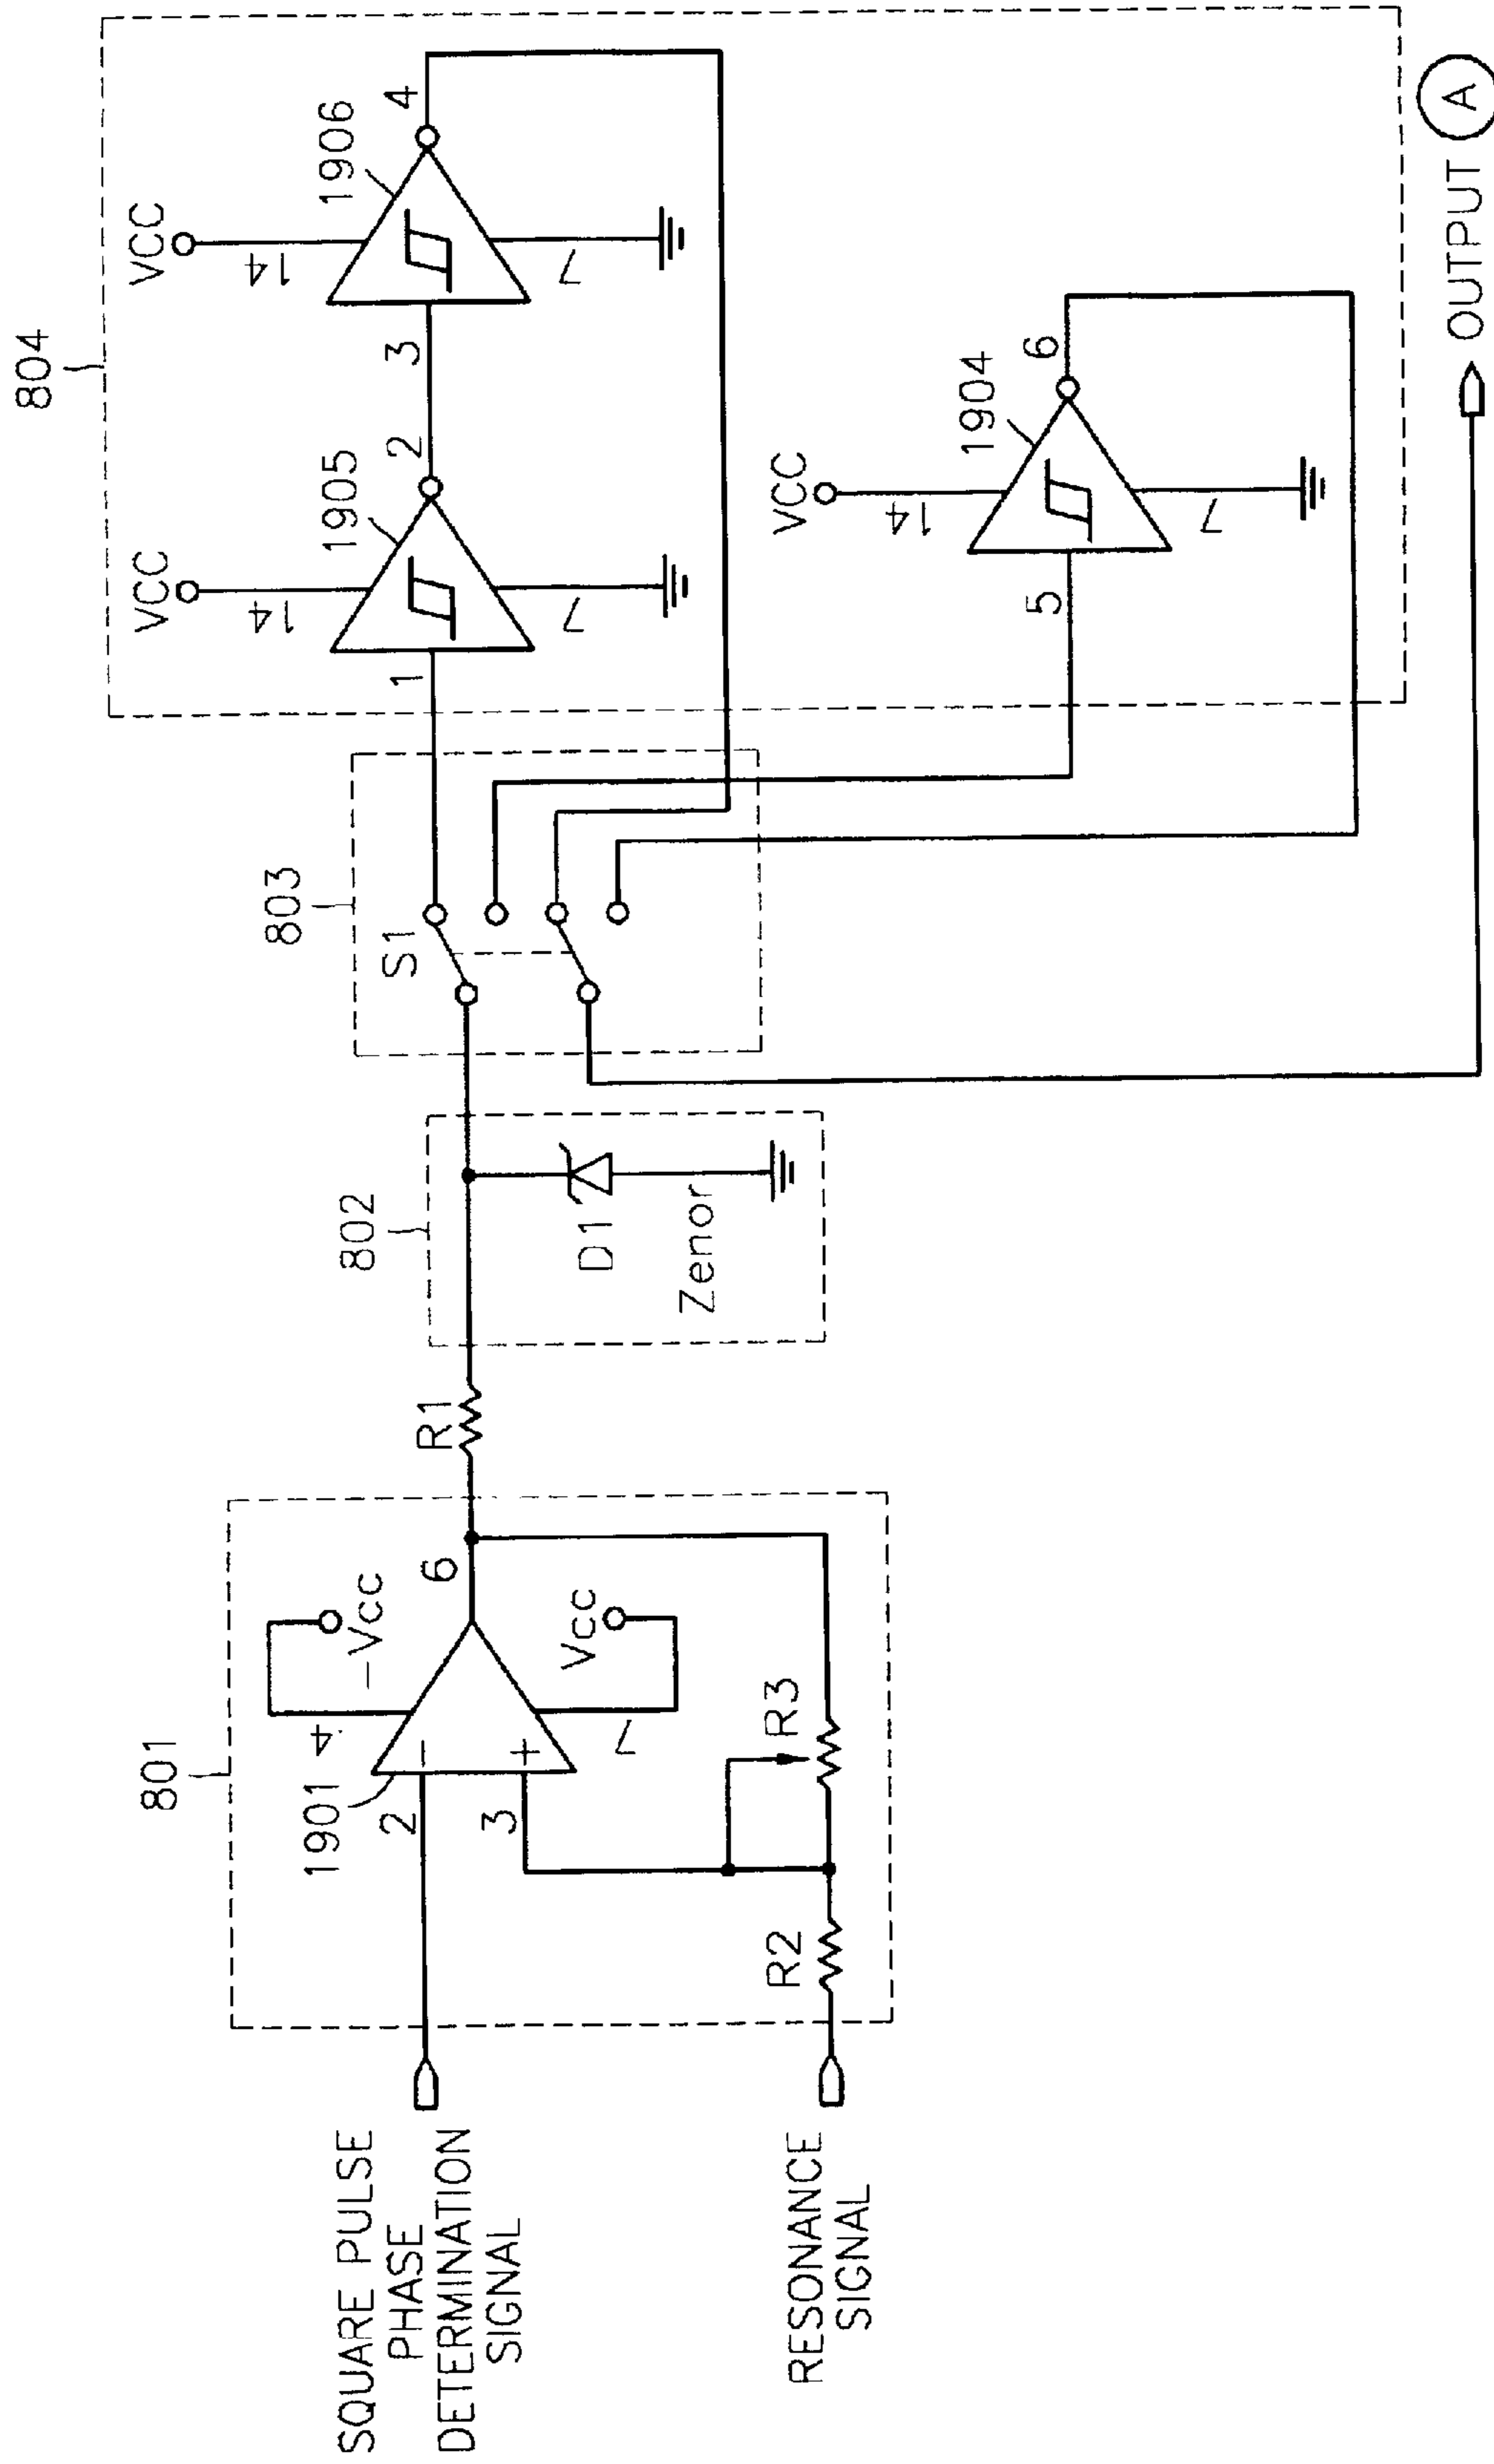 804
VCC
14
1905
1
2
7
VCC
14
1906
3
4
7
803
S1
VCC
14
1904
5
6
7
802
D1
Zenor
R1
801
4
-Vcc
1901
2
3
6
7
Vcc
R3
R2
SQUARE PULSE
PHASE
DETERMINATION
SIGNAL
RESONANCE
SIGNAL
OUTPUT A